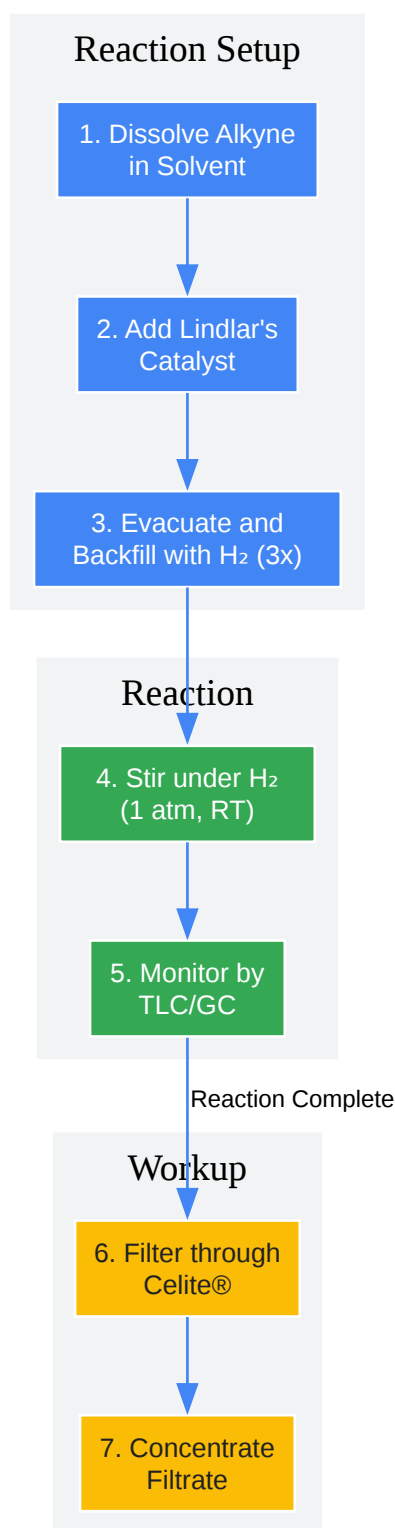 Reaction Setup
1. Dissolve Alkyne
in Solvent
2. Add Lindlar's
Catalyst
3. Evacuate and
Backfill with H₂ (3x)
Reaction
4. Stir under H₂
(1 atm, RT)
5. Monitor by
TLC/GC
Reaction Complete
Workup
6. Filter through
Celite®
7. Concentrate
Filtrate